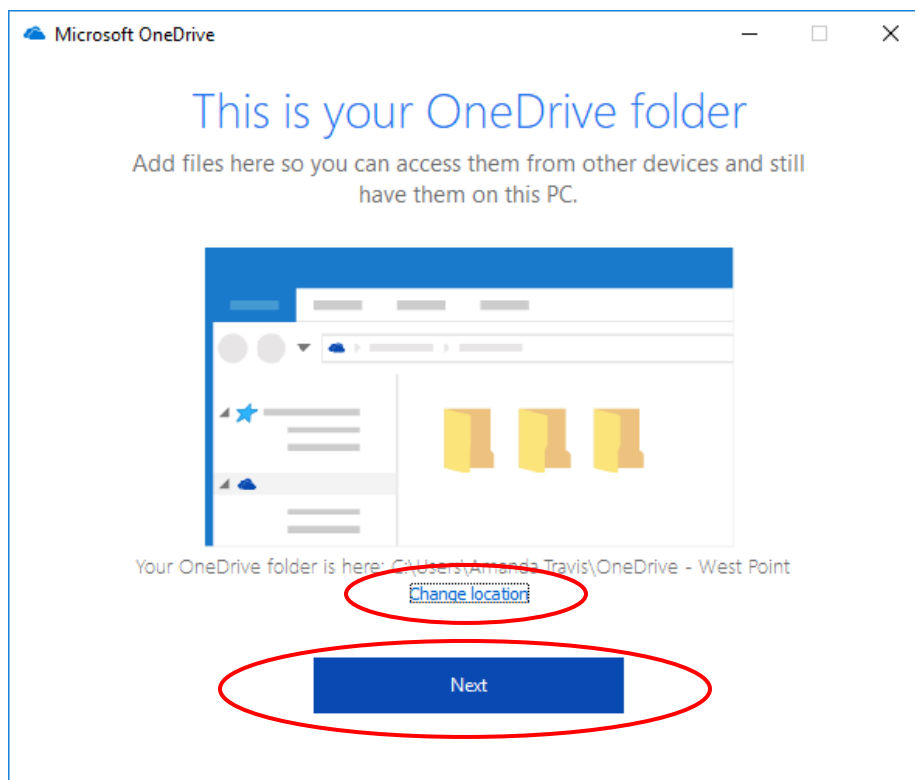 Microsoft OneDrive
This is your OneDrive folder
Add files here so you can access them from other devices and still
have them on this PC.
Your OneDrive folder is here: C:\Users\Amanda Travis\OneDrive - West Point
Change location
Next